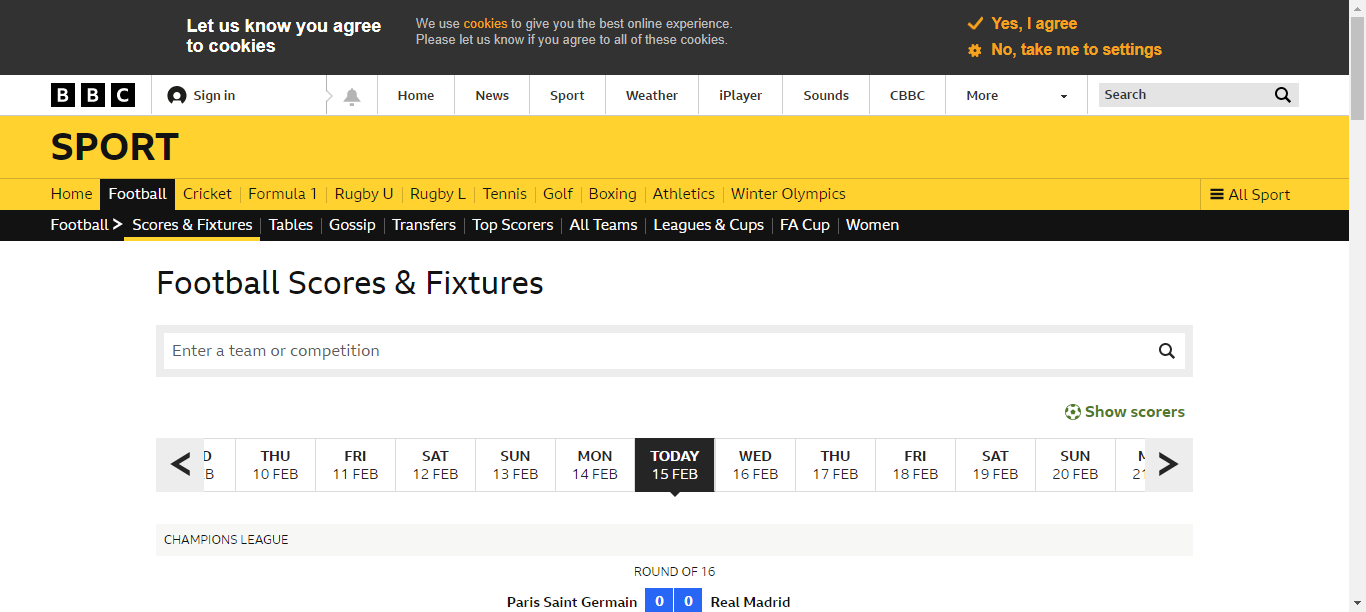 Let us know you agree to cookies
We use cookies to give you the best online experience.
Please let us know if you agree to all of these cookies.
Yes, I agree
No, take me to settings
BBC Sign in Home News Sport Weather iPlayer Sounds CBBC More Search
SPORT
Home Football Cricket Formula 1 Rugby U Rugby L Tennis Golf Boxing Athletics Winter Olympics All Sport
Football Scores & Fixtures Tables Gossip Transfers Top Scorers All Teams Leagues & Cups FA Cup Women
Football Scores & Fixtures
Enter a team or competition
Show scorers
THU FRI SAT SUN MON TODAY WED THU FRI SAT SUN
10 FEB 11 FEB 12 FEB 13 FEB 14 FEB 15 FEB 16 FEB 17 FEB 18 FEB 19 FEB 20 FEB
CHAMPIONS LEAGUE
ROUND OF 16
Paris Saint Germain 0 0 Real Madrid